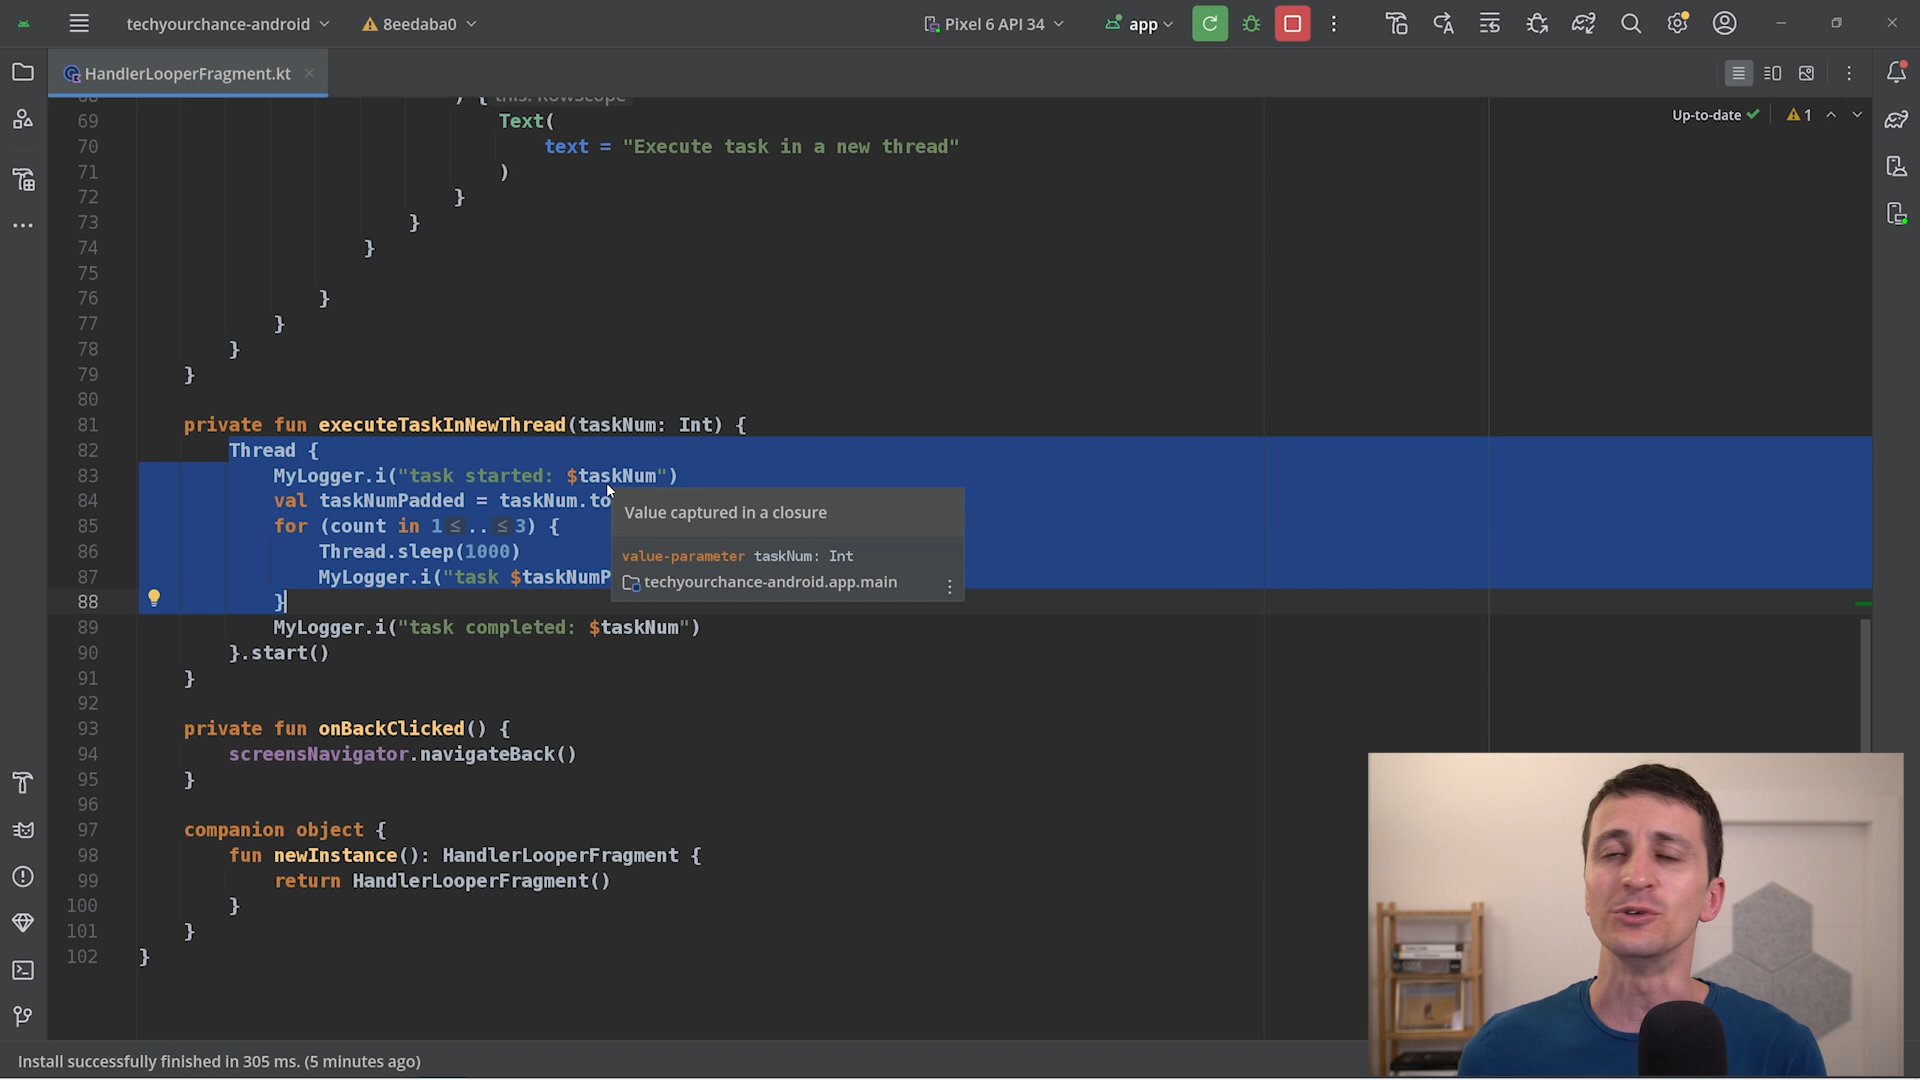 techyourchance-android
8eedaba0
Pixel 6 API 34
app
HandlerLooperFragment.kt
Up-to-date
1
) { this: RowScope
69 Text(
70 text = "Execute task in a new thread"
71 )
72 }
73 }
74 }
75
76 }
77 }
78 }
79 }
80
81 private fun executeTaskInNewThread(taskNum: Int) {
82 Thread {
83 MyLogger.i("task started: $taskNum")
84 val taskNumPadded = taskNum.to
85 for (count in 1 ≤ .. ≤ 3) {
86 Thread.sleep(1000)
87 MyLogger.i("task $taskNumP
88 }
89 MyLogger.i("task completed: $taskNum")
90 }.start()
91 }
92
93 private fun onBackClicked() {
94 screensNavigator.navigateBack()
95 }
96
97 companion object {
98 fun newInstance(): HandlerLooperFragment {
99 return HandlerLooperFragment()
100 }
101 }
102 }
Value captured in a closure
value-parameter taskNum: Int
techyourchance-android.app.main
Install successfully finished in 305 ms. (5 minutes ago)